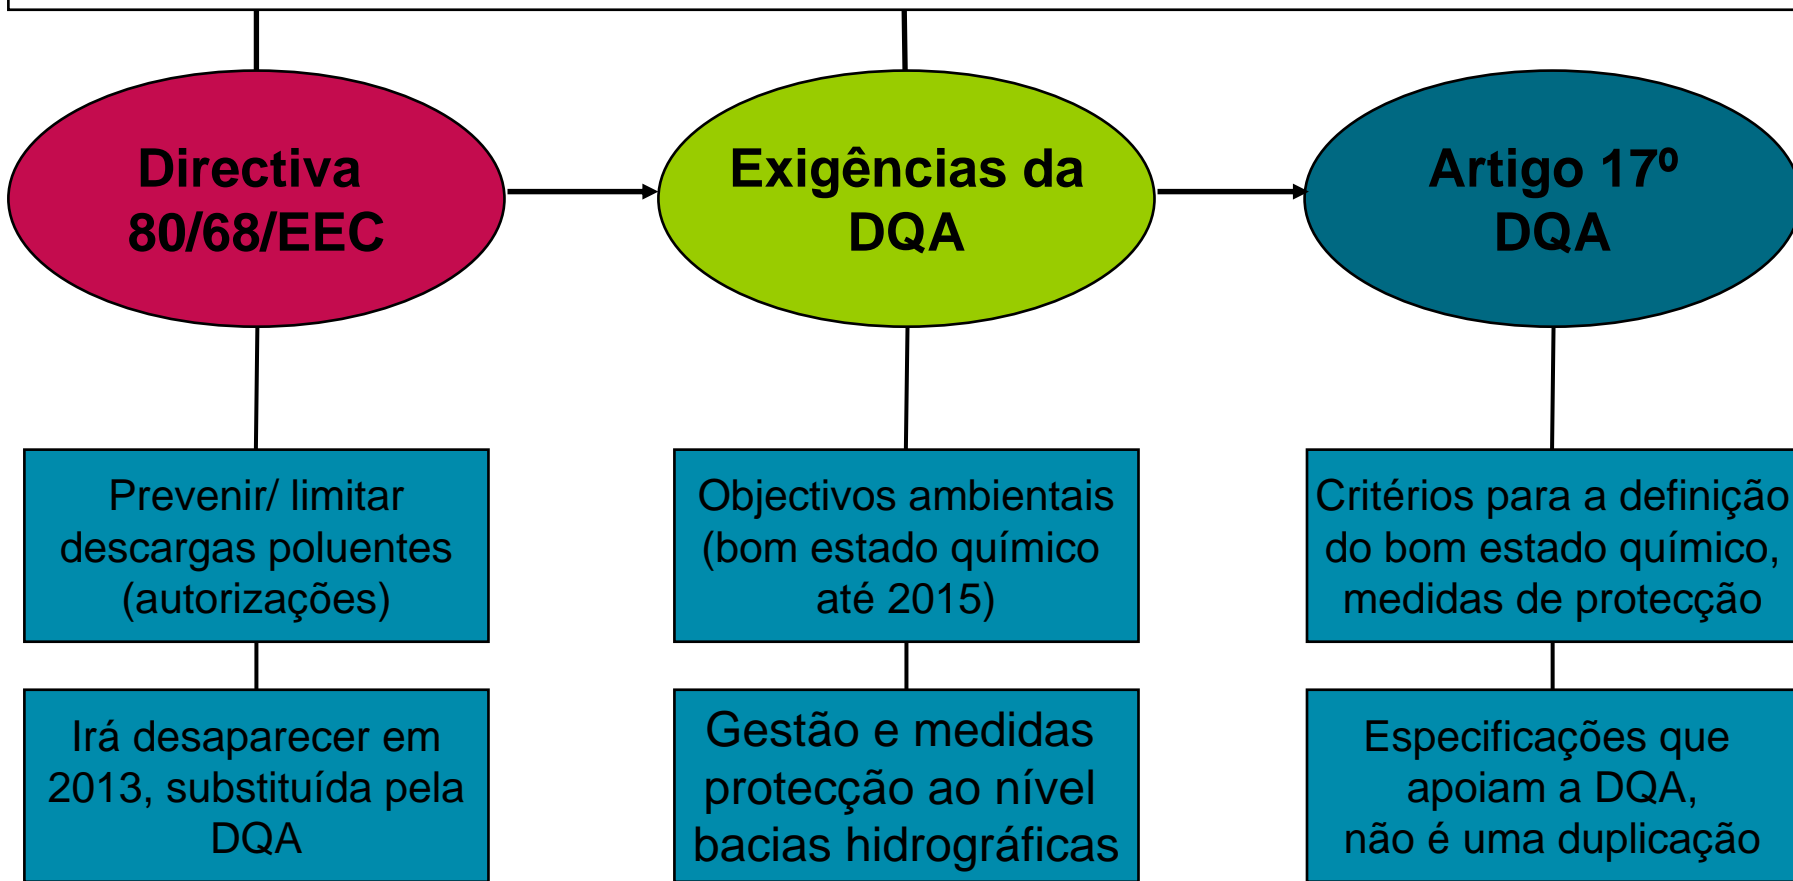 Directiva
80/68/EEC
Exigências da
DQA
Artigo 17º
DQA
Prevenir/ limitar
descargas poluentes
(autorizações)
Objectivos ambientais
(bom estado químico
até 2015)
Critérios para a definição
do bom estado químico,
medidas de protecção
Irá desaparecer em
2013, substituída pela
DQA
Gestão e medidas
protecção ao nível
bacias hidrográficas
Especificações que
apoiam a DQA,
não é uma duplicação